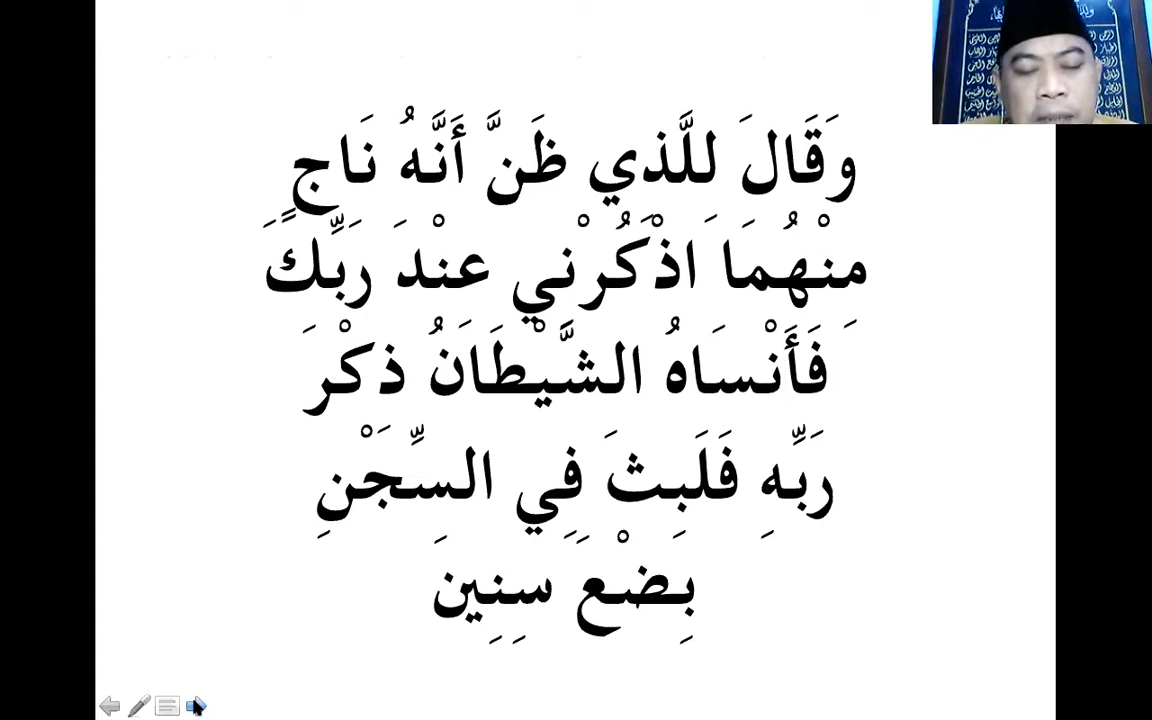 وَقَالَ لِلَّذِي ظَنَّ أَنَّهُ نَاجٍ
مِنْهُمَا اذْكُرْنِي عِنْدَ رَبِّكَ
فَأَنْسَاهُ الشَّيْطَانُ ذِكْرَ
رَبِّهِ فَلَبِثَ فِي السِّجْنِ
بِضْعَ سِنِينَ